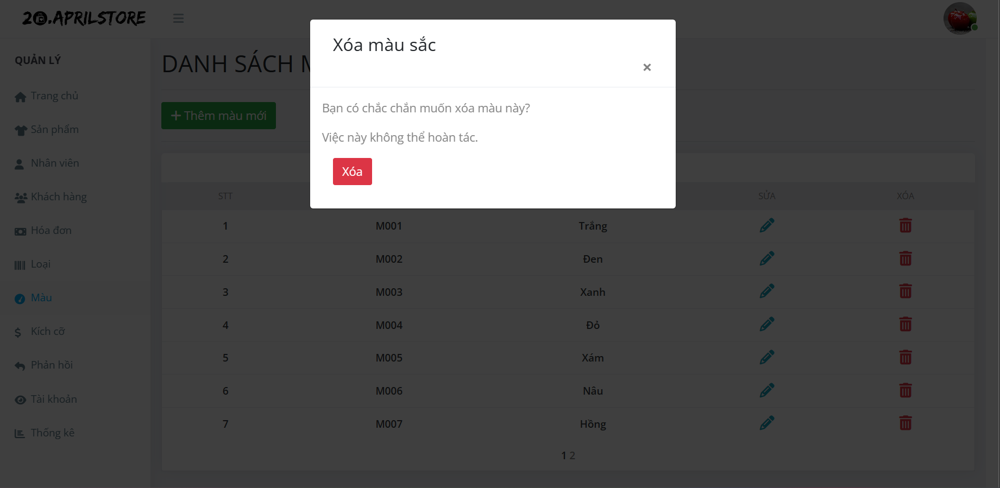 20.APRILSTORE
Xóa màu sắc
×
Bạn có chắc chắn muốn xóa màu này?
Việc này không thể hoàn tác.
Xóa
QUẢN LÝ
Trang chủ
Sản phẩm
Nhân viên
Khách hàng
Hóa đơn
Loại
Màu
Kích cỡ
Phản hồi
Tài khoản
Thống kê
DANH SÁCH
Thêm màu mới
STT SỬA XÓA
1 M001 Trắng
2 M002 Đen
3 M003 Xanh
4 M004 Đỏ
5 M005 Xám
6 M006 Nâu
7 M007 Hồng
1 2